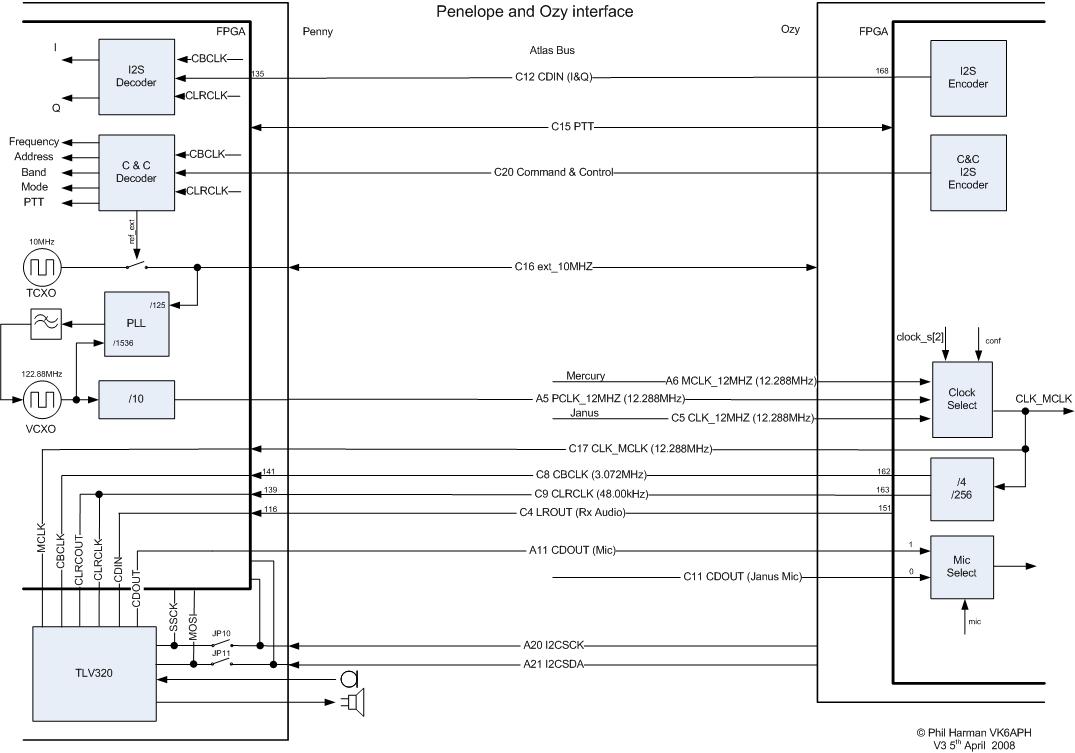 Penelope and Ozy interface
FPGA
Penny
Atlas Bus
Ozy
FPGA
I
Q
I2S
Decoder
CBCLK
CLRCLK
135
C12 CDIN (I&Q)
168
I2S
Encoder
C15 PTT
Frequency
Address
Band
Mode
PTT
C & C
Decoder
CBCLK
CLRCLK
C20 Command & Control
C&C
I2S
Encoder
ref_ext
10MHz
TCXO
C16 ext_10MHZ
/125
PLL
/1536
122.88MHz
VCXO
/10
clock_s[2]
conf
Mercury
A6 MCLK_12MHZ (12.288MHz)
A5 PCLK_12MHZ (12.288MHz)
Janus
C5 CLK_12MHZ (12.288MHz)
Clock
Select
CLK_MCLK
C17 CLK_MCLK (12.288MHz)
141
C8 CBCLK (3.072MHz)
162
139
C9 CLRCLK (48.00kHz)
163
116
C4 LROUT (Rx Audio)
151
/4
/256
MCLK
CBCLK
CLRCOUT
CLRCLK
CDIN
CDOUT
A11 CDOUT (Mic)
1
C11 CDOUT (Janus Mic)
0
Mic
Select
mic
SSCK
MOSI
JP10
JP11
A20 I2CSCK
A21 I2CSDA
TLV320
© Phil Harman VK6APH
V3 5th April 2008